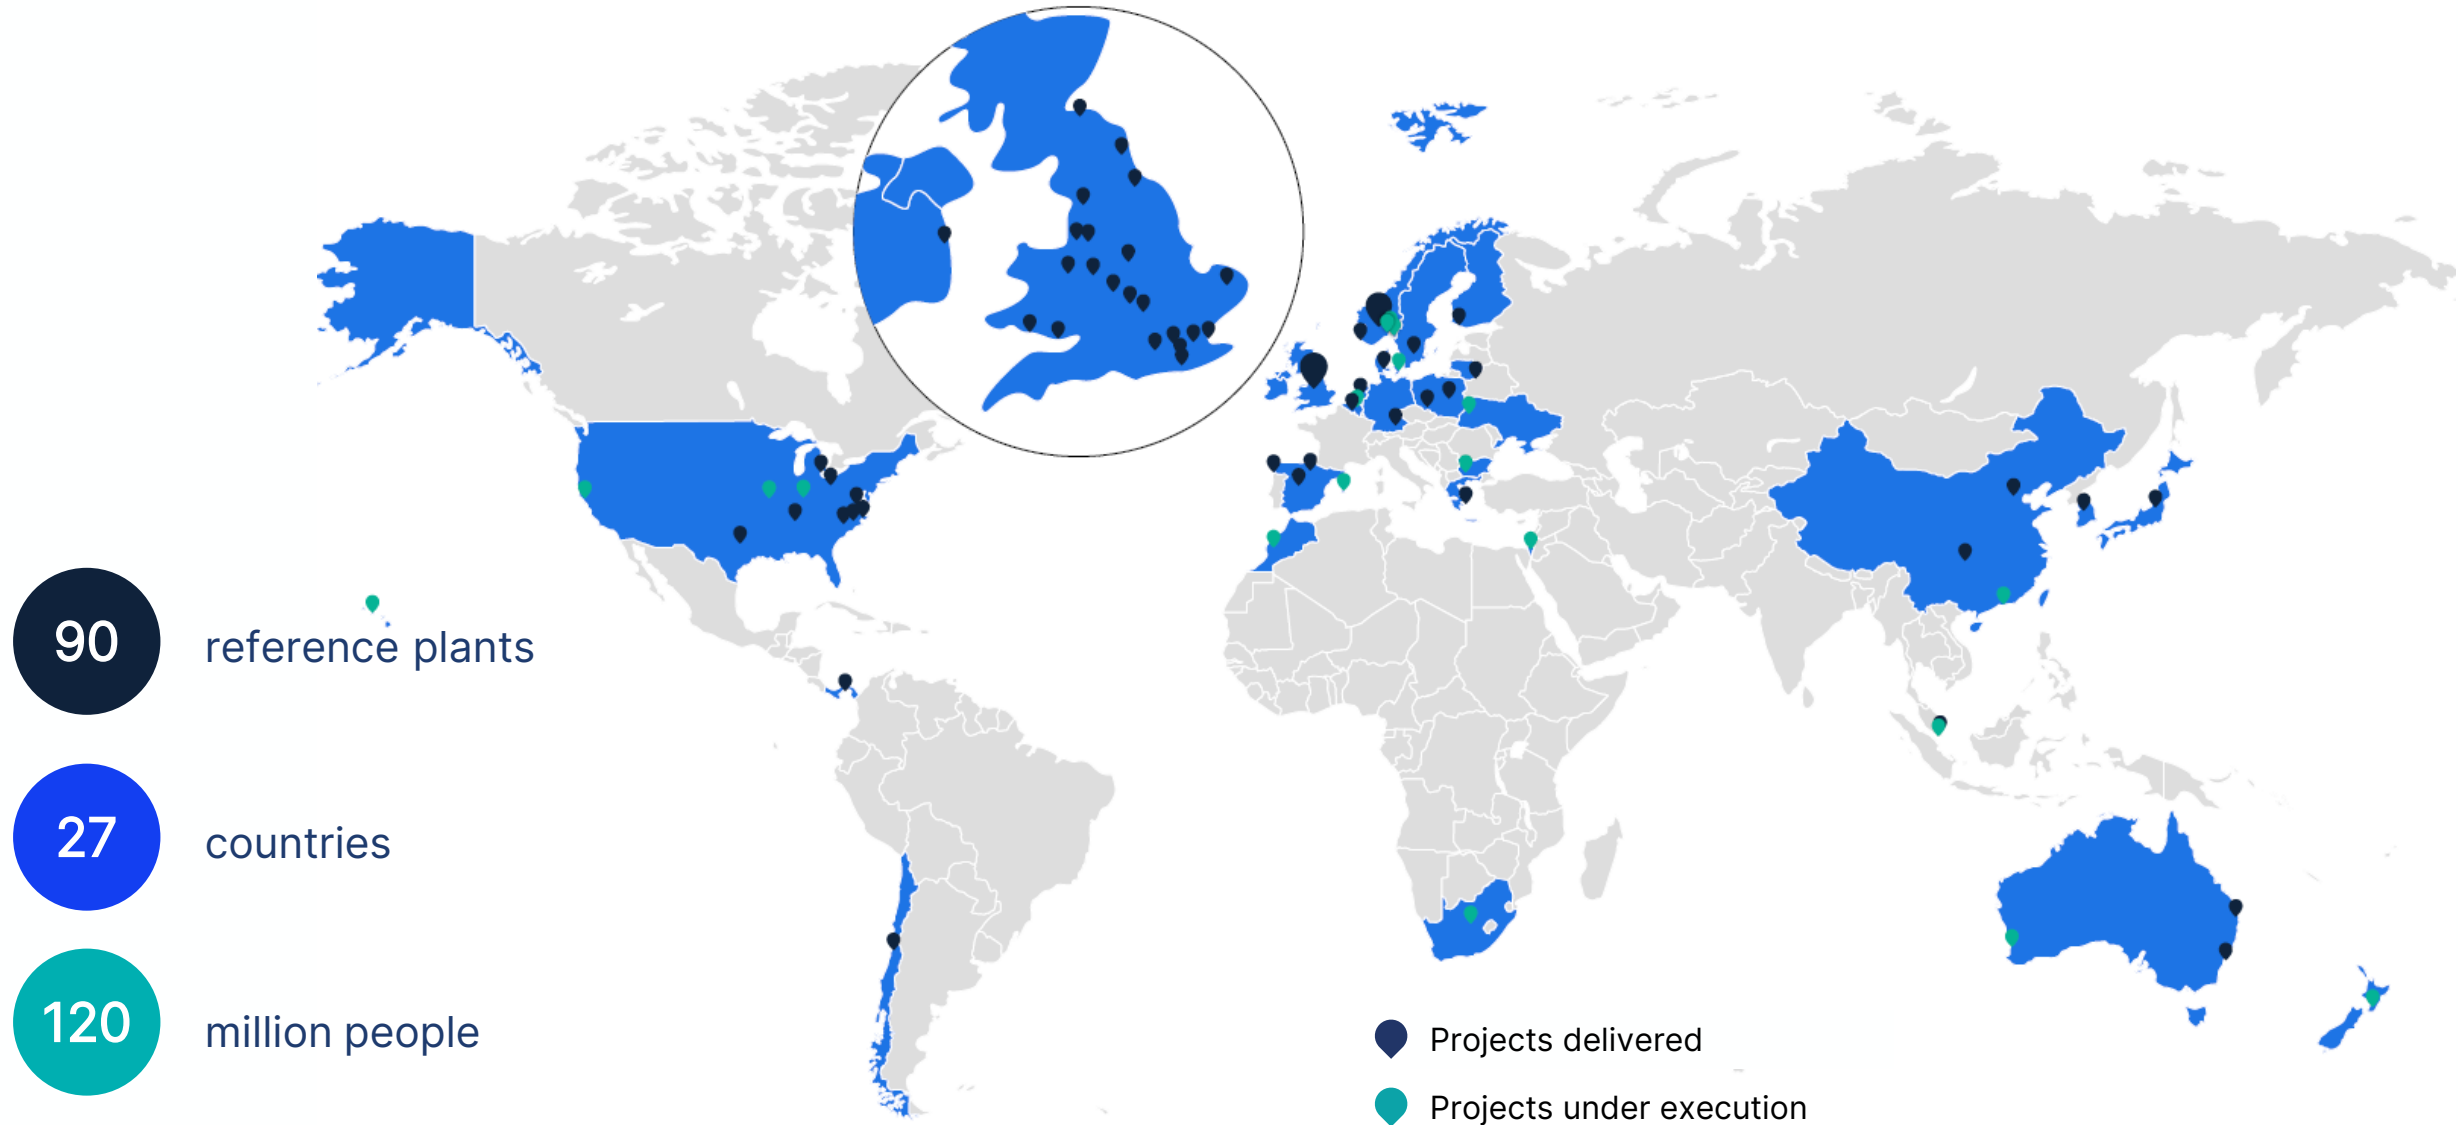 90
reference plants
27
countries
120
million people
Projects delivered
Projects under execution